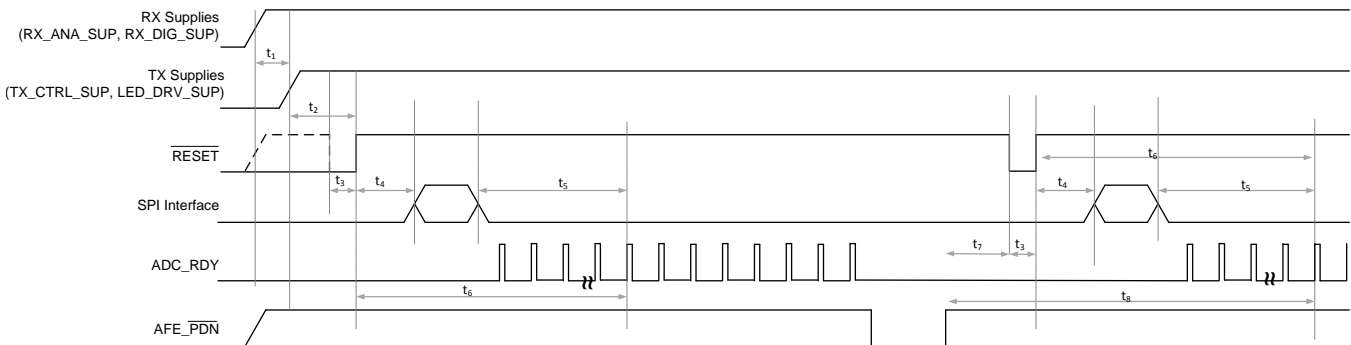 RX Supplies
(RX_ANA_SUP, RX_DIG_SUP)
t1
TX Supplies
(TX_CTRL_SUP, LED_DRV_SUP)
t2
RESET
t6
t3
t4
t5
t4
t5
SPI Interface
t7
t3
ADC_RDY
t6
t8
AFE_PDN